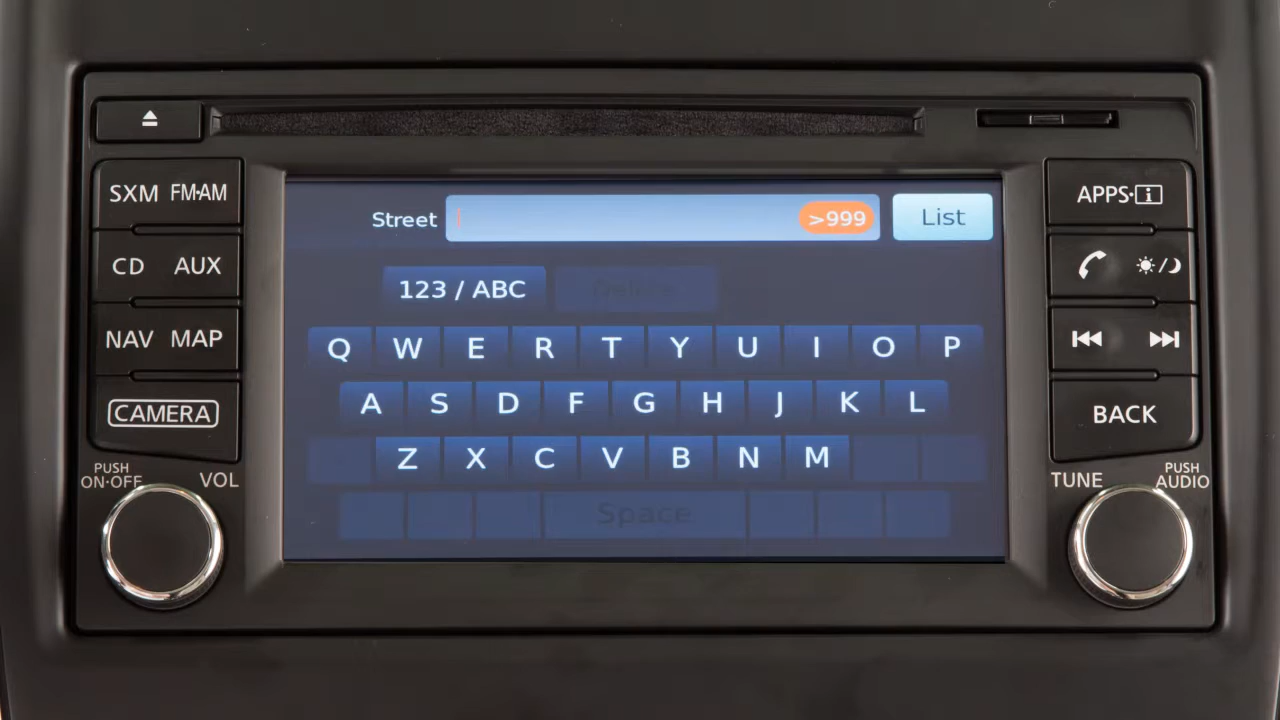 SXM FM·AM
CD AUX
NAV MAP
CAMERA
PUSH
ON·OFF
VOL
Street
>999
List
123 / ABC
Delete
Q W E R T Y U I O P
A S D F G H J K L
Z X C V B N M
Space
APPS·i
BACK
TUNE
PUSH
AUDIO